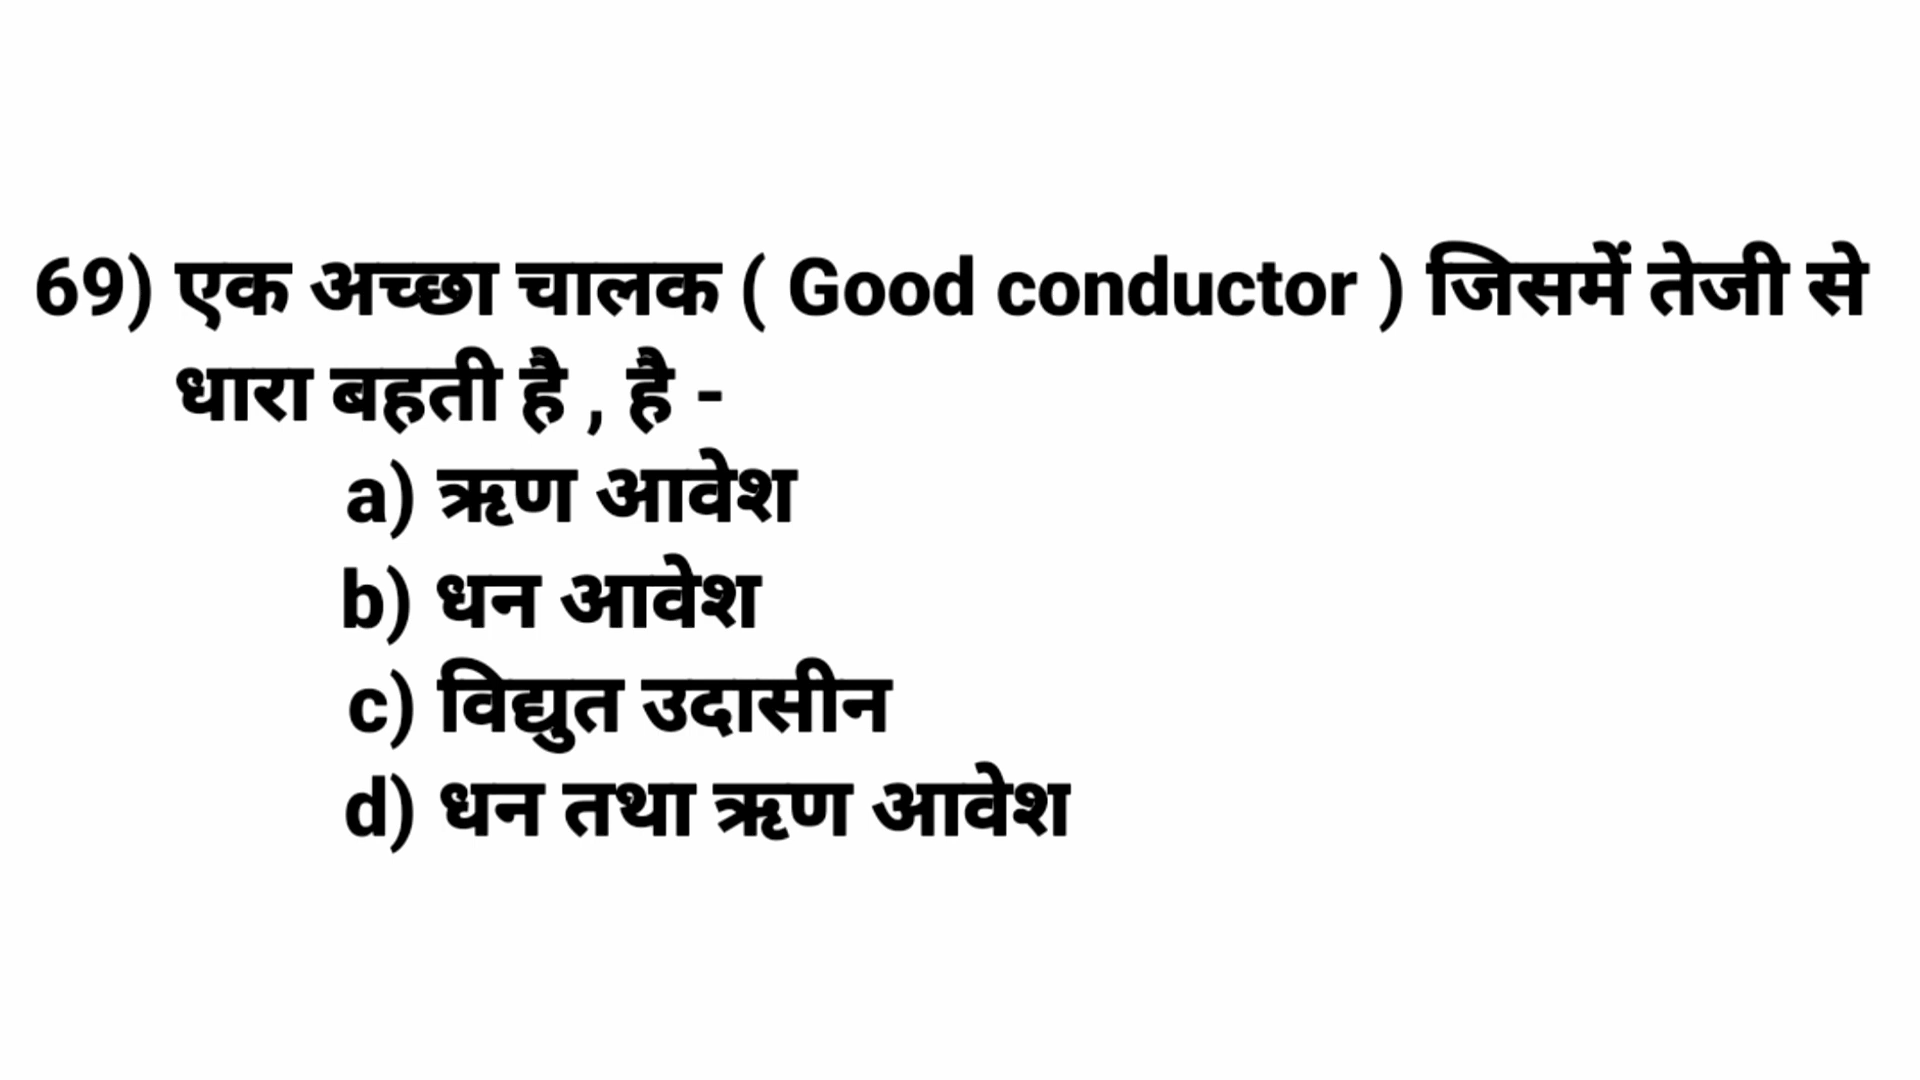 69) एक अच्छा चालक ( Good conductor ) जिसमें तेजी से
धारा बहती है , है -
a) ऋण आवेश
b) धन आवेश
c) विद्युत उदासीन
d) धन तथा ऋण आवेश